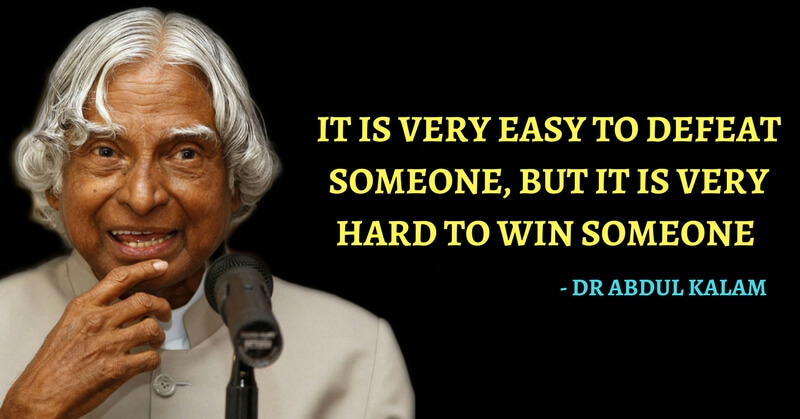 IT IS VERY EASY TO DEFEAT
SOMEONE, BUT IT IS VERY
HARD TO WIN SOMEONE
- DR ABDUL KALAM